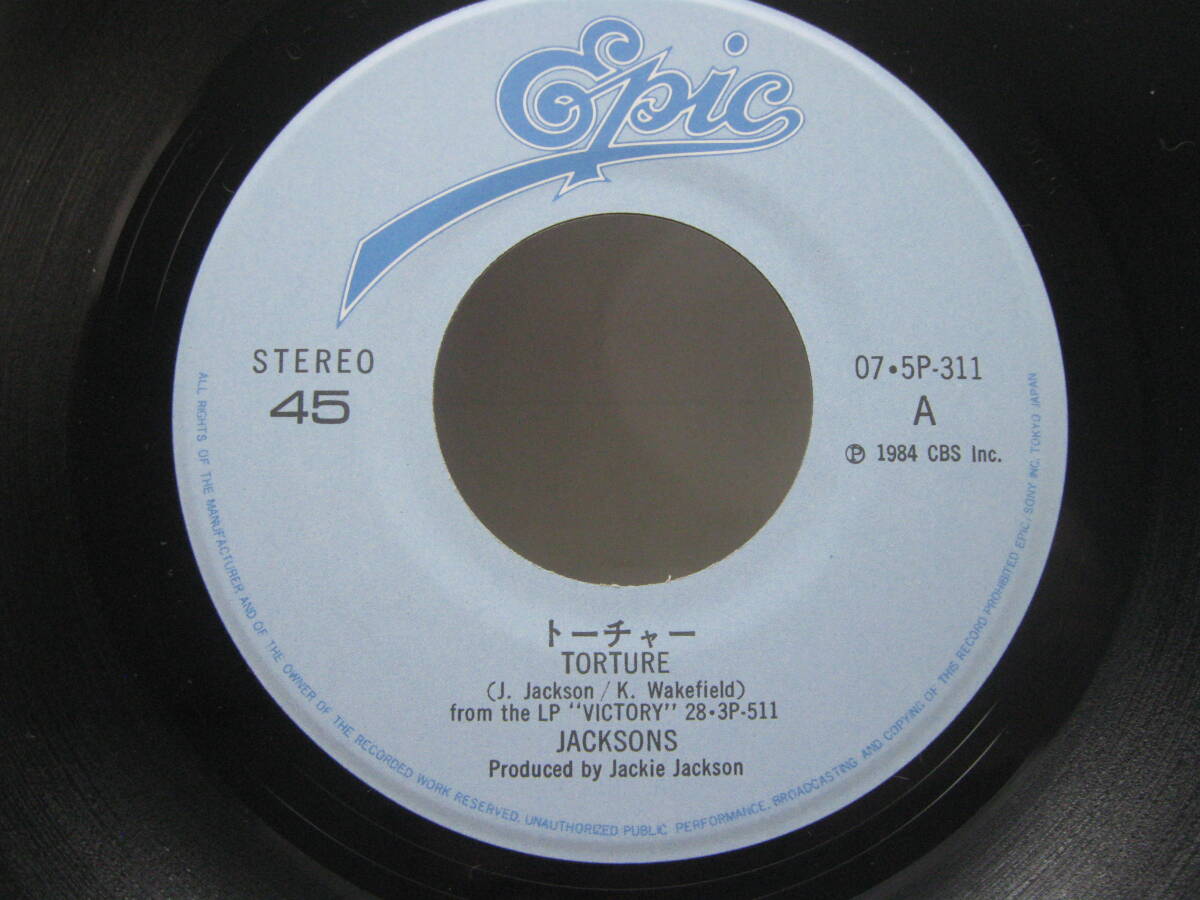 Epic
STEREO
45
07•5P-311
A
Ⓟ 1984 CBS Inc.
トーチャー
TORTURE
(J. Jackson / K. Wakefield)
from the LP "VICTORY" 28•3P-511
JACKSONS
Produced by Jackie Jackson
ALL RIGHTS OF THE MANUFACTURER AND OF THE OWNER OF THE RECORDED WORK RESERVED. UNAUTHORIZED PUBLIC PERFORMANCE, BROADCASTING AND COPYING OF THIS RECORD PROHIBITED EPIC/SONY INC. TOKYO JAPAN